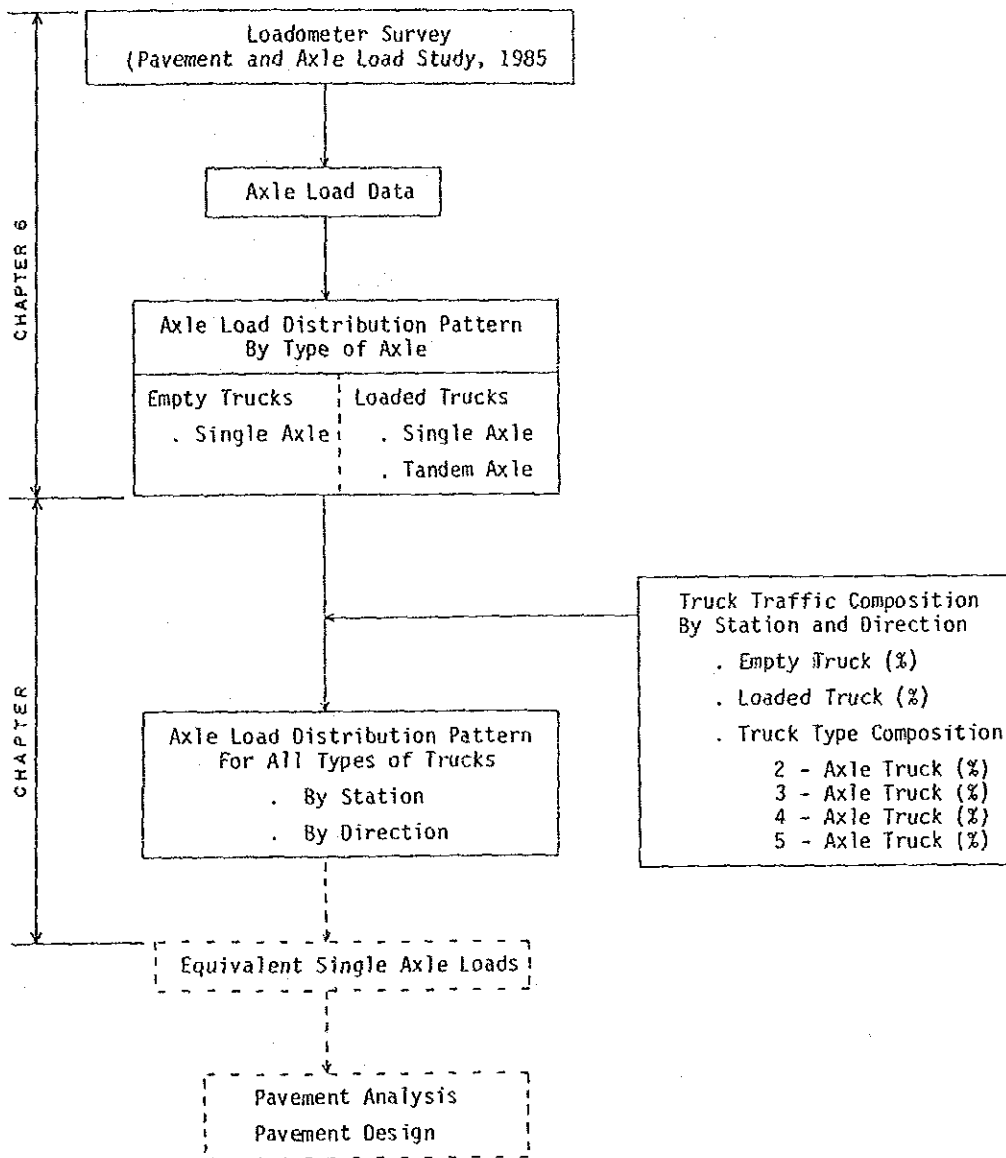 Loadometer Survey
(Pavement and Axle Load Study, 1985
Axle Load Data
CHAPTER 6
Axle Load Distribution Pattern
By Type of Axle
Empty Trucks
. Single Axle
Loaded Trucks
. Single Axle
. Tandem Axle
Truck Traffic Composition
By Station and Direction
. Empty Truck (%)
. Loaded Truck (%)
. Truck Type Composition
2 - Axle Truck (%)
3 - Axle Truck (%)
4 - Axle Truck (%)
5 - Axle Truck (%)
CHAPTER
Axle Load Distribution Pattern
For All Types of Trucks
. By Station
. By Direction
Equivalent Single Axle Loads
Pavement Analysis
Pavement Design